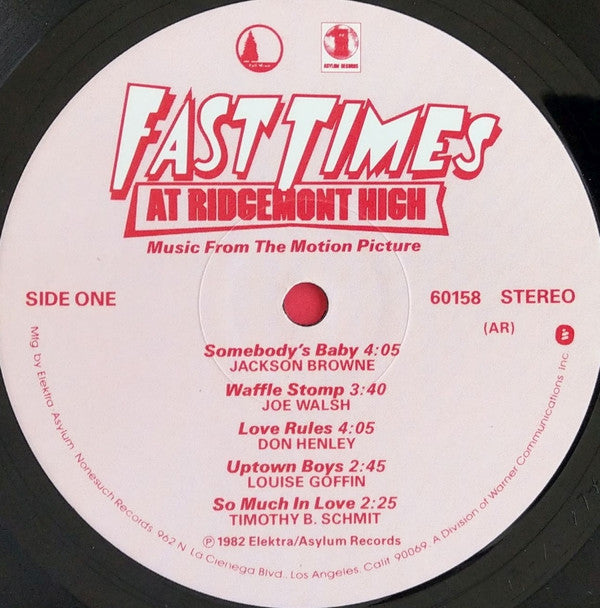 ASYLUM RECORDS
FAST TIMES
AT RIDGEMONT HIGH
Music From The Motion Picture
SIDE ONE
60158 STEREO
(AR)
Somebody's Baby 4:05
JACKSON BROWNE
Waffle Stomp 3:40
JOE WALSH
Love Rules 4:05
DON HENLEY
Uptown Boys 2:45
LOUISE GOFFIN
So Much In Love 2:25
TIMOTHY B. SCHMIT
℗ 1982 Elektra/Asylum Records
Mfg. by Elektra Asylum Nonesuch Records 962 N. La Cienega Blvd., Los Angeles, Calif. 90069. A Division of Warner Communications Inc.